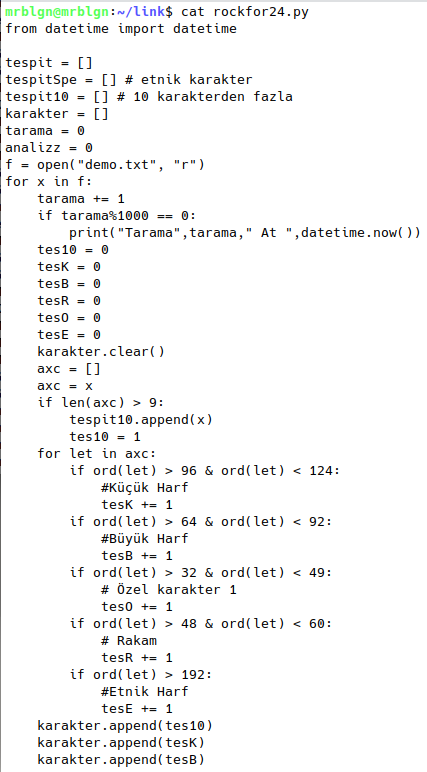 mrblgn@mrblgn:~/link$ cat rockfor24.py
from datetime import datetime

tespit = []
tespitSpe = [] # etnik karakter
tespit10 = [] # 10 karakterden fazla
karakter = []
tarama = 0
analizz = 0
f = open("demo.txt", "r")
for x in f:
    tarama += 1
    if tarama%1000 == 0:
        print("Tarama",tarama," At ",datetime.now())
    tes10 = 0
    tesK = 0
    tesB = 0
    tesR = 0
    tesO = 0
    tesE = 0
    karakter.clear()
    axc = []
    axc = x
    if len(axc) > 9:
        tespit10.append(x)
        tes10 = 1
    for let in axc:
        if ord(let) > 96 & ord(let) < 124:
            #Küçük Harf
            tesK += 1
        if ord(let) > 64 & ord(let) < 92:
            #Büyük Harf
            tesB += 1
        if ord(let) > 32 & ord(let) < 49:
            # Özel karakter 1
            tesO += 1
        if ord(let) > 48 & ord(let) < 60:
            # Rakam
            tesR += 1
        if ord(let) > 192:
            #Etnik Harf
            tesE += 1
    karakter.append(tes10)
    karakter.append(tesK)
    karakter.append(tesB)